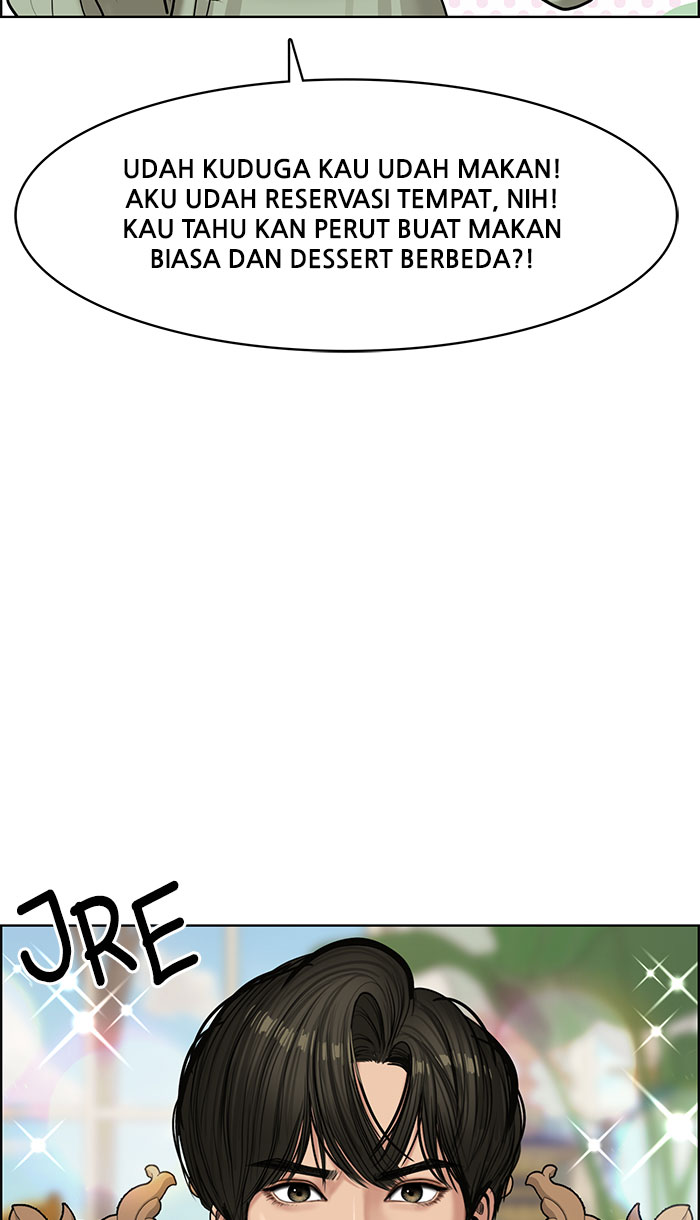 UDAH KUDUGA KAU UDAH MAKAN!
AKU UDAH RESERVASI TEMPAT, NIH!
KAU TAHU KAN PERUT BUAT MAKAN
BIASA DAN DESSERT BERBEDA?!
JRE